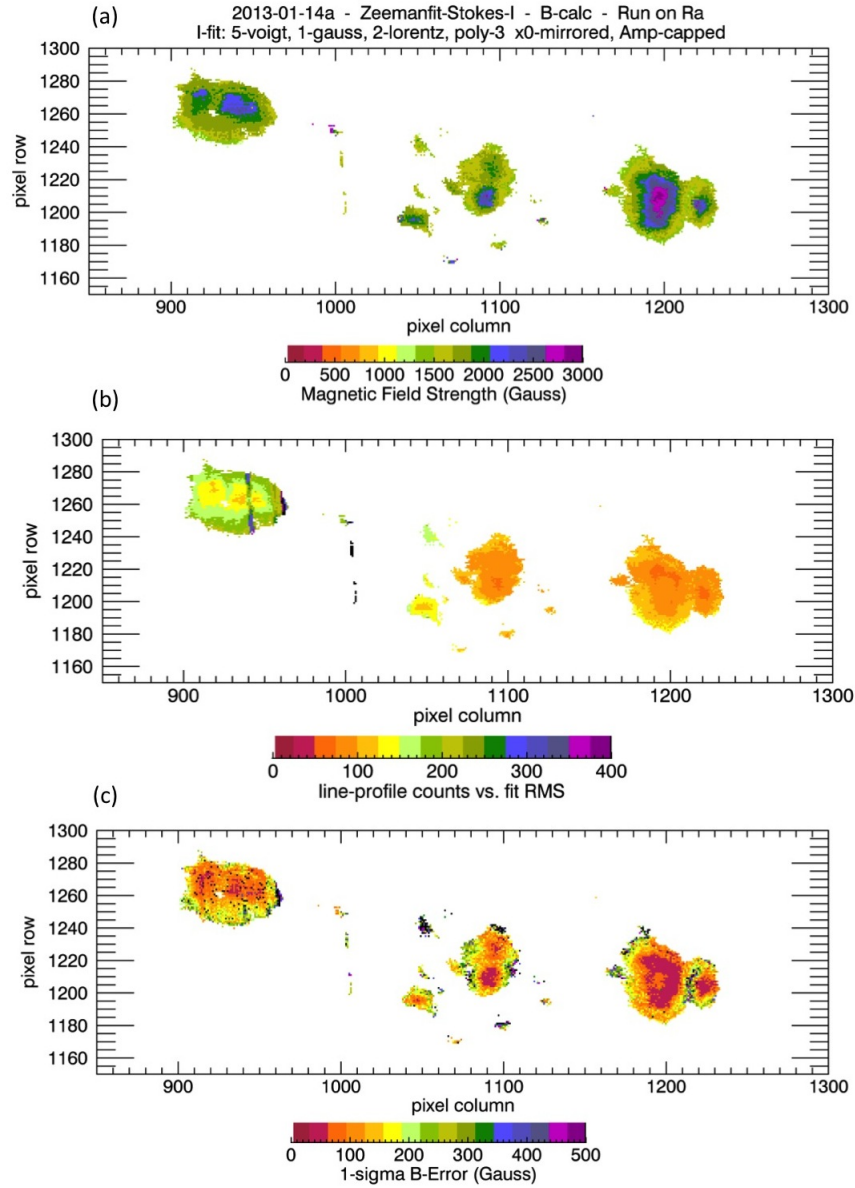 (a)
2013-01-14a - Zeemanfit-Stokes-I - B-calc - Run on Ra
I-fit: 5-voigt, 1-gauss, 2-lorentz, poly-3 x0-mirrored, Amp-capped
1300
1280
1260
1240
1220
1200
1180
1160
pixel row
900 1000 1100 1200 1300
pixel column
0 500 1000 1500 2000 2500 3000
Magnetic Field Strength (Gauss)
(b)
1300
1280
1260
1240
1220
1200
1180
1160
pixel row
900 1000 1100 1200 1300
pixel column
0 100 200 300 400
line-profile counts vs. fit RMS
(c)
1300
1280
1260
1240
1220
1200
1180
1160
pixel row
900 1000 1100 1200 1300
pixel column
0 100 200 300 400 500
1-sigma B-Error (Gauss)